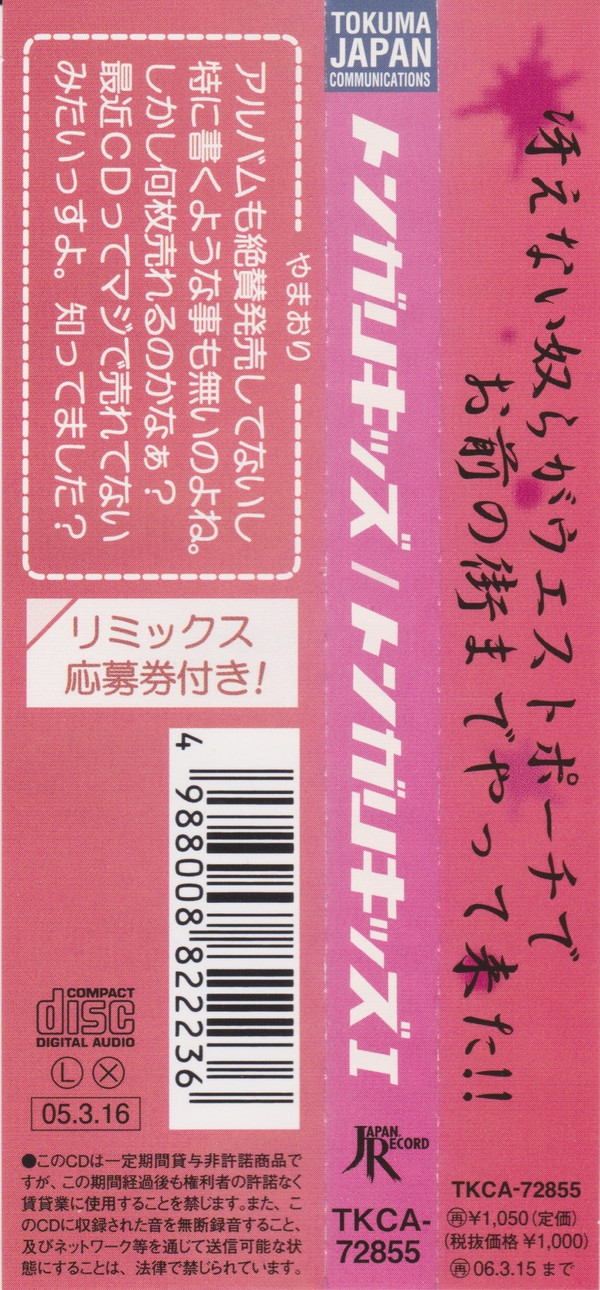 冴えない奴らがウエストポーチで
お前の街までやって来た!!
TKCA-72855
再¥1,050(定価)
(税抜価格¥1,000)
再06.3.15まで
TOKUMA
JAPAN
COMMUNICATIONS
トンガリキッズ/トンガリキッズI
JAPAN RECORD
TKCA-
72855
やまおり
アルバムも絶賛発売してないし
特に書くような事も無いのよね。
しかし何枚売れるのかなぁ?
最近CDってマジで売れてない
みたいっすよ。知ってました?
リミックス
応募券付き!
4 988008 822236
COMPACT
disc
DIGITAL AUDIO
L X
05.3.16
●このCDは一定期間貸与非許諾商品で
すが、この期間経過後も権利者の許諾なく
賃貸業に使用することを禁じます。また、こ
のCDに収録された音を無断録音すること、
及びネットワーク等を通じて送信可能な状
態にすることは、法律で禁じられています。